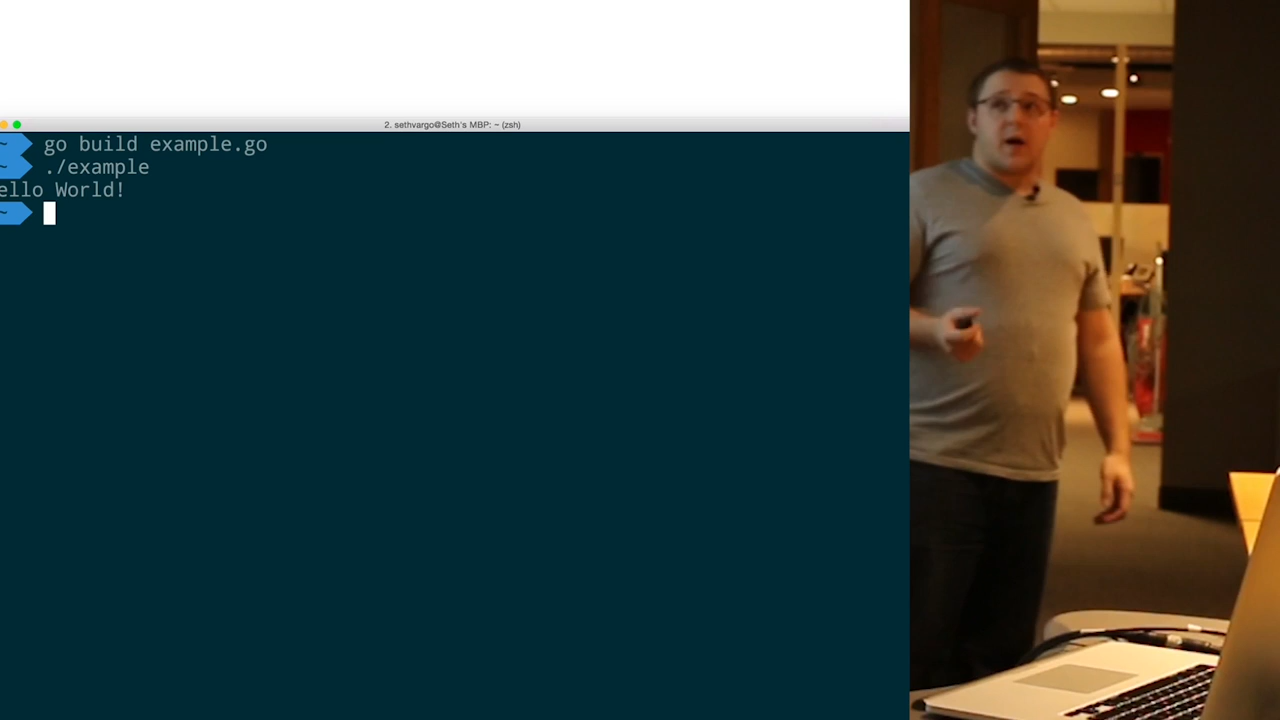 2. sethvargo@Seth's MBP: ~ (zsh)
~ go build example.go
~ ./example
ello World!
~